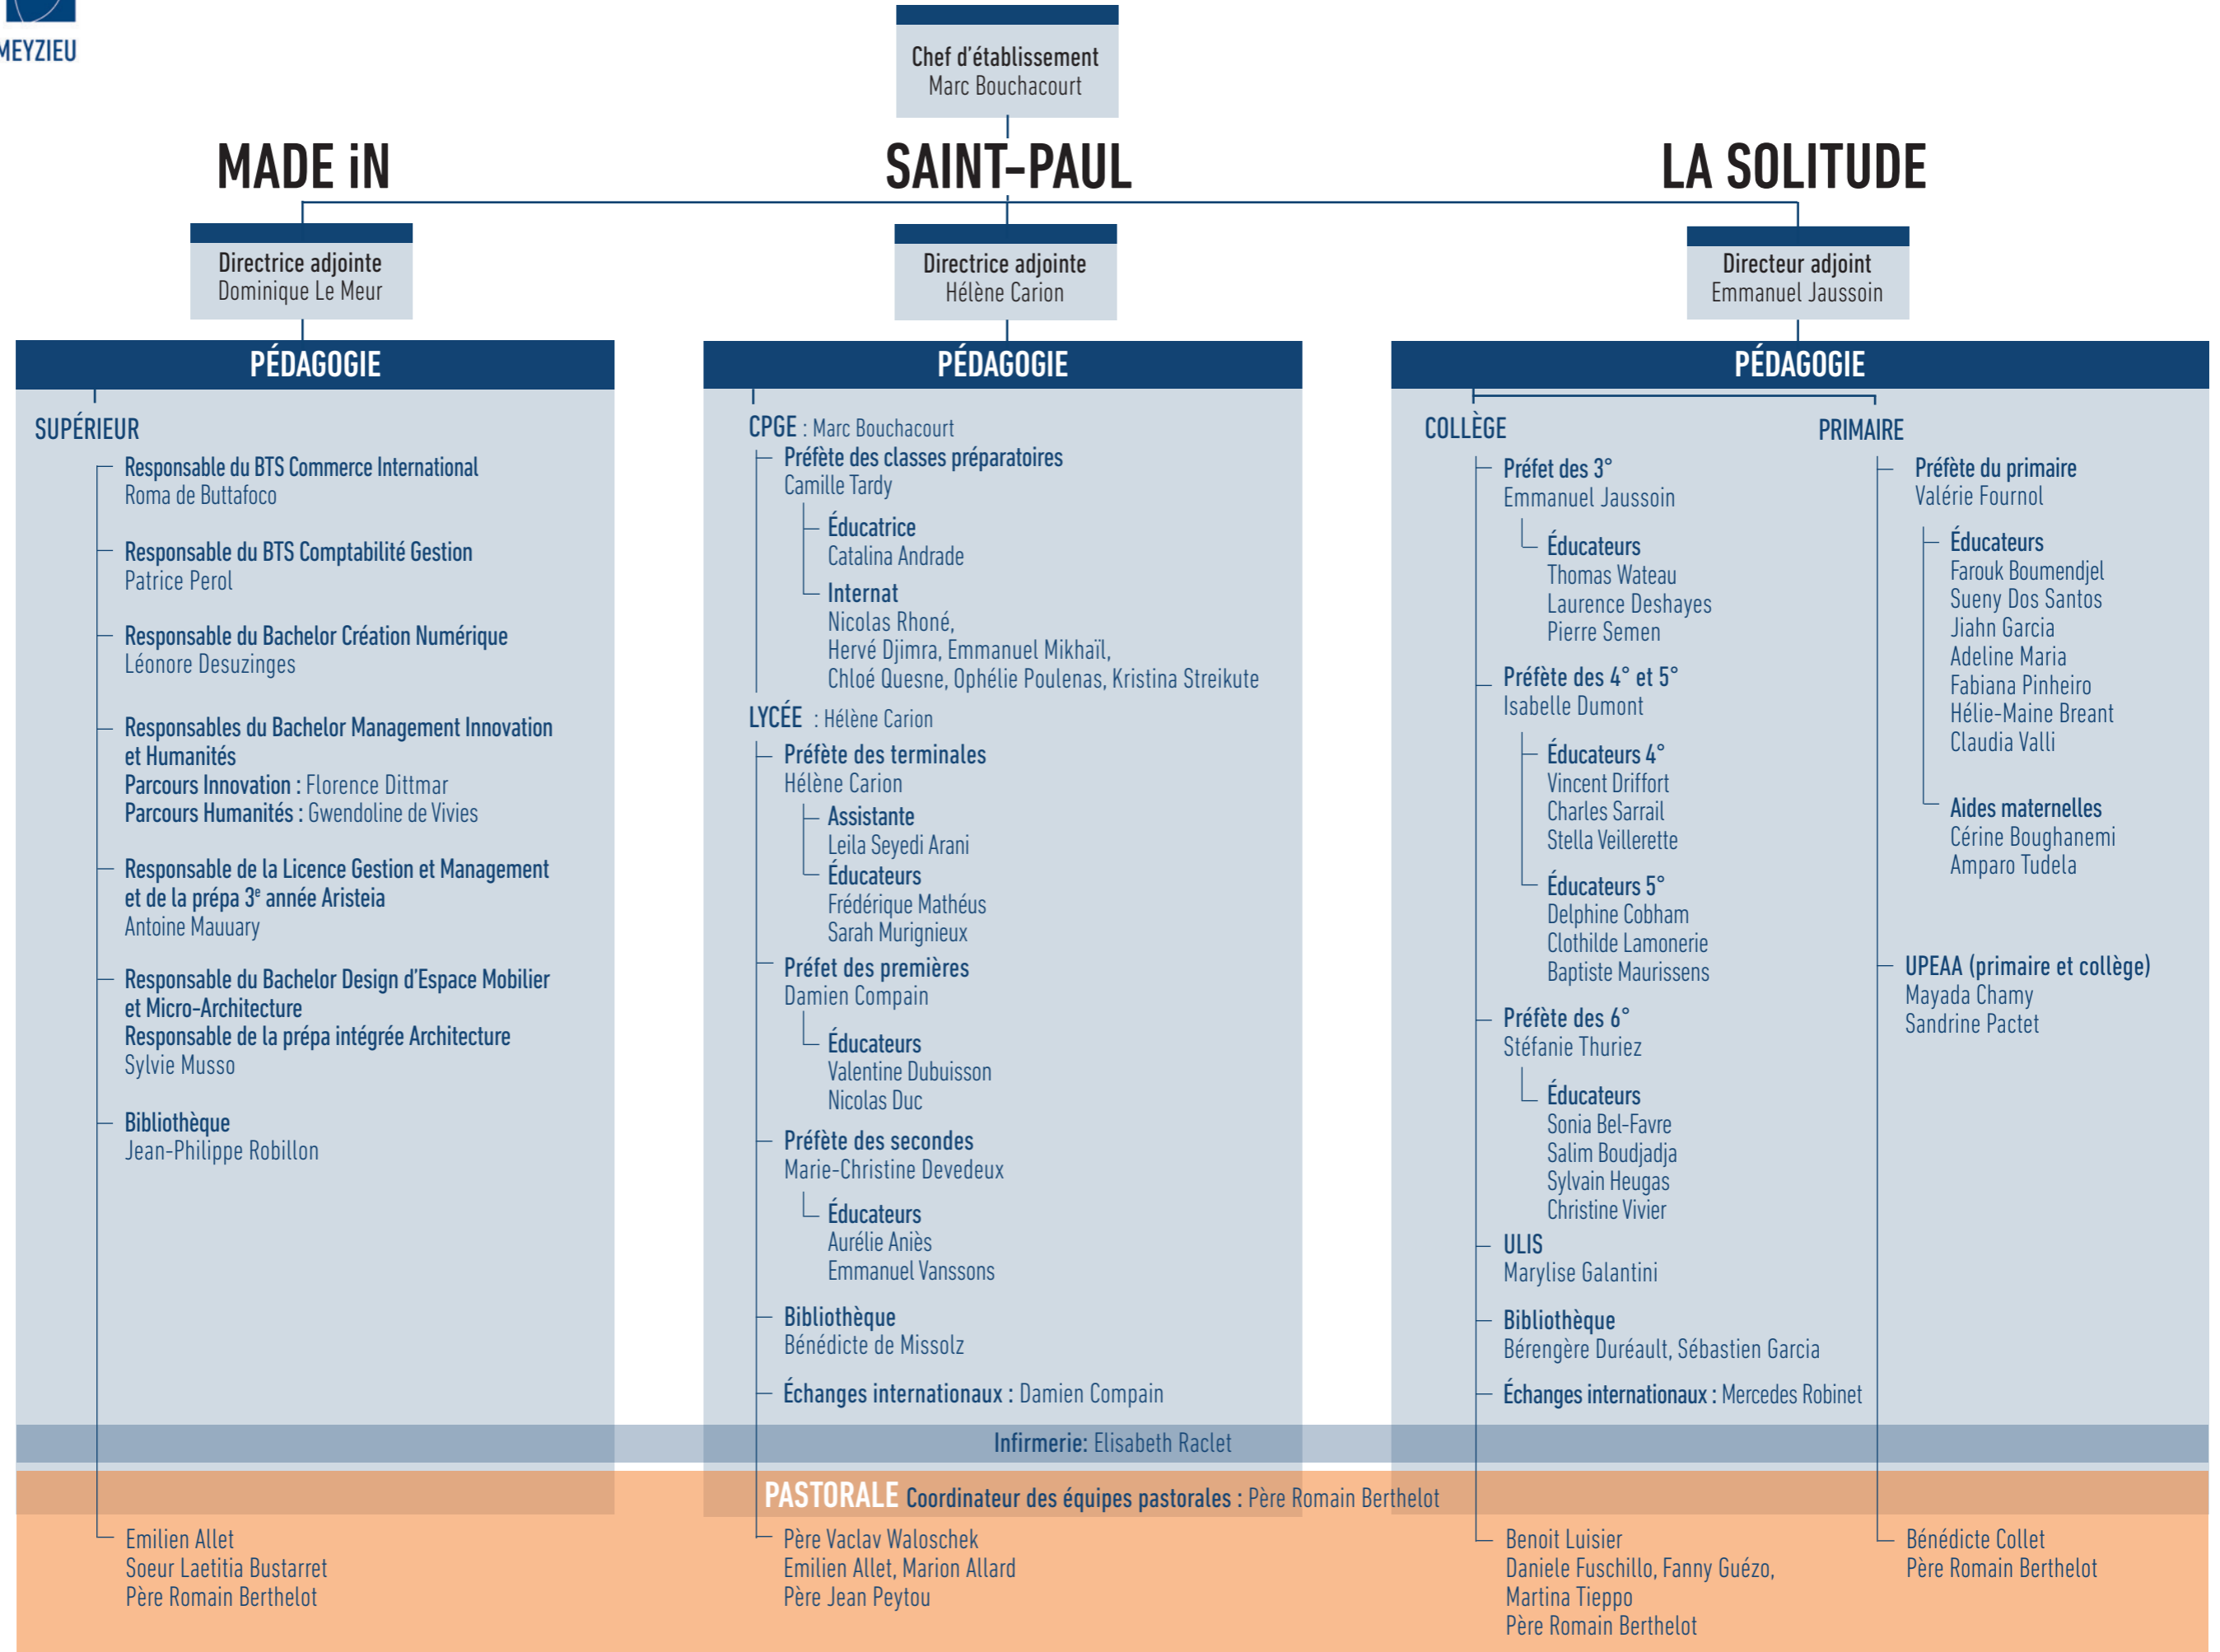 MEYZIEU
Chef d'établissement
Marc Bouchacourt
MADE iN
SAINT-PAUL
LA SOLITUDE
Directrice adjointe
Dominique Le Meur
Directrice adjointe
Hélène Carion
Directeur adjoint
Emmanuel Jaussoin
PÉDAGOGIE
SUPÉRIEUR
Responsable du BTS Commerce International
Roma de Buttafoco
Responsable du BTS Comptabilité Gestion
Patrice Perol
Responsable du Bachelor Création Numérique
Léonore Desuzinges
Responsables du Bachelor Management Innovation
et Humanités
Parcours Innovation : Florence Dittmar
Parcours Humanités : Gwendoline de Vivies
Responsable de la Licence Gestion et Management
et de la prépa 3e année Aristeia
Antoine Mauuary
Responsable du Bachelor Design d'Espace Mobilier
et Micro-Architecture
Responsable de la prépa intégrée Architecture
Sylvie Musso
Bibliothèque
Jean-Philippe Robillon
PÉDAGOGIE
CPGE : Marc Bouchacourt
Préfète des classes préparatoires
Camille Tardy
Éducatrice
Catalina Andrade
Internat
Nicolas Rhoné,
Hervé Djimra, Emmanuel Mikhaïl,
Chloé Quesne, Ophélie Poulenas, Kristina Streikute
LYCÉE : Hélène Carion
Préfète des terminales
Hélène Carion
Assistante
Leila Seyedi Arani
Éducateurs
Frédérique Mathéus
Sarah Murignieux
Préfet des premières
Damien Compain
Éducateurs
Valentine Dubuisson
Nicolas Duc
Préfète des secondes
Marie-Christine Devedeux
Éducateurs
Aurélie Aniès
Emmanuel Vanssons
Bibliothèque
Bénédicte de Missolz
Échanges internationaux : Damien Compain
PÉDAGOGIE
COLLÈGE
Préfet des 3°
Emmanuel Jaussoin
Éducateurs
Thomas Wateau
Laurence Deshayes
Pierre Semen
Préfète des 4° et 5°
Isabelle Dumont
Éducateurs 4°
Vincent Driffort
Charles Sarrail
Stella Veillerette
Éducateurs 5°
Delphine Cobham
Clothilde Lamonerie
Baptiste Maurissens
Préfète des 6°
Stéfanie Thuriez
Éducateurs
Sonia Bel-Favre
Salim Boudjadja
Sylvain Heugas
Christine Vivier
ULIS
Marylise Galantini
Bibliothèque
Bérengère Duréault, Sébastien Garcia
Échanges internationaux : Mercedes Robinet
PRIMAIRE
Préfète du primaire
Valérie Fournol
Éducateurs
Farouk Boumendjel
Sueny Dos Santos
Jiahn Garcia
Adeline Maria
Fabiana Pinheiro
Hélie-Maine Breant
Claudia Valli
Aides maternelles
Cérine Boughanemi
Amparo Tudela
UPEAA (primaire et collège)
Mayada Chamy
Sandrine Pactet
Infirmerie: Elisabeth Raclet
PASTORALE Coordinateur des équipes pastorales : Père Romain Berthelot
Emilien Allet
Soeur Laetitia Bustarret
Père Romain Berthelot
Père Vaclav Waloschek
Emilien Allet, Marion Allard
Père Jean Peytou
Benoit Luisier
Daniele Fuschillo, Fanny Guézo,
Martina Tieppo
Père Romain Berthelot
Bénédicte Collet
Père Romain Berthelot